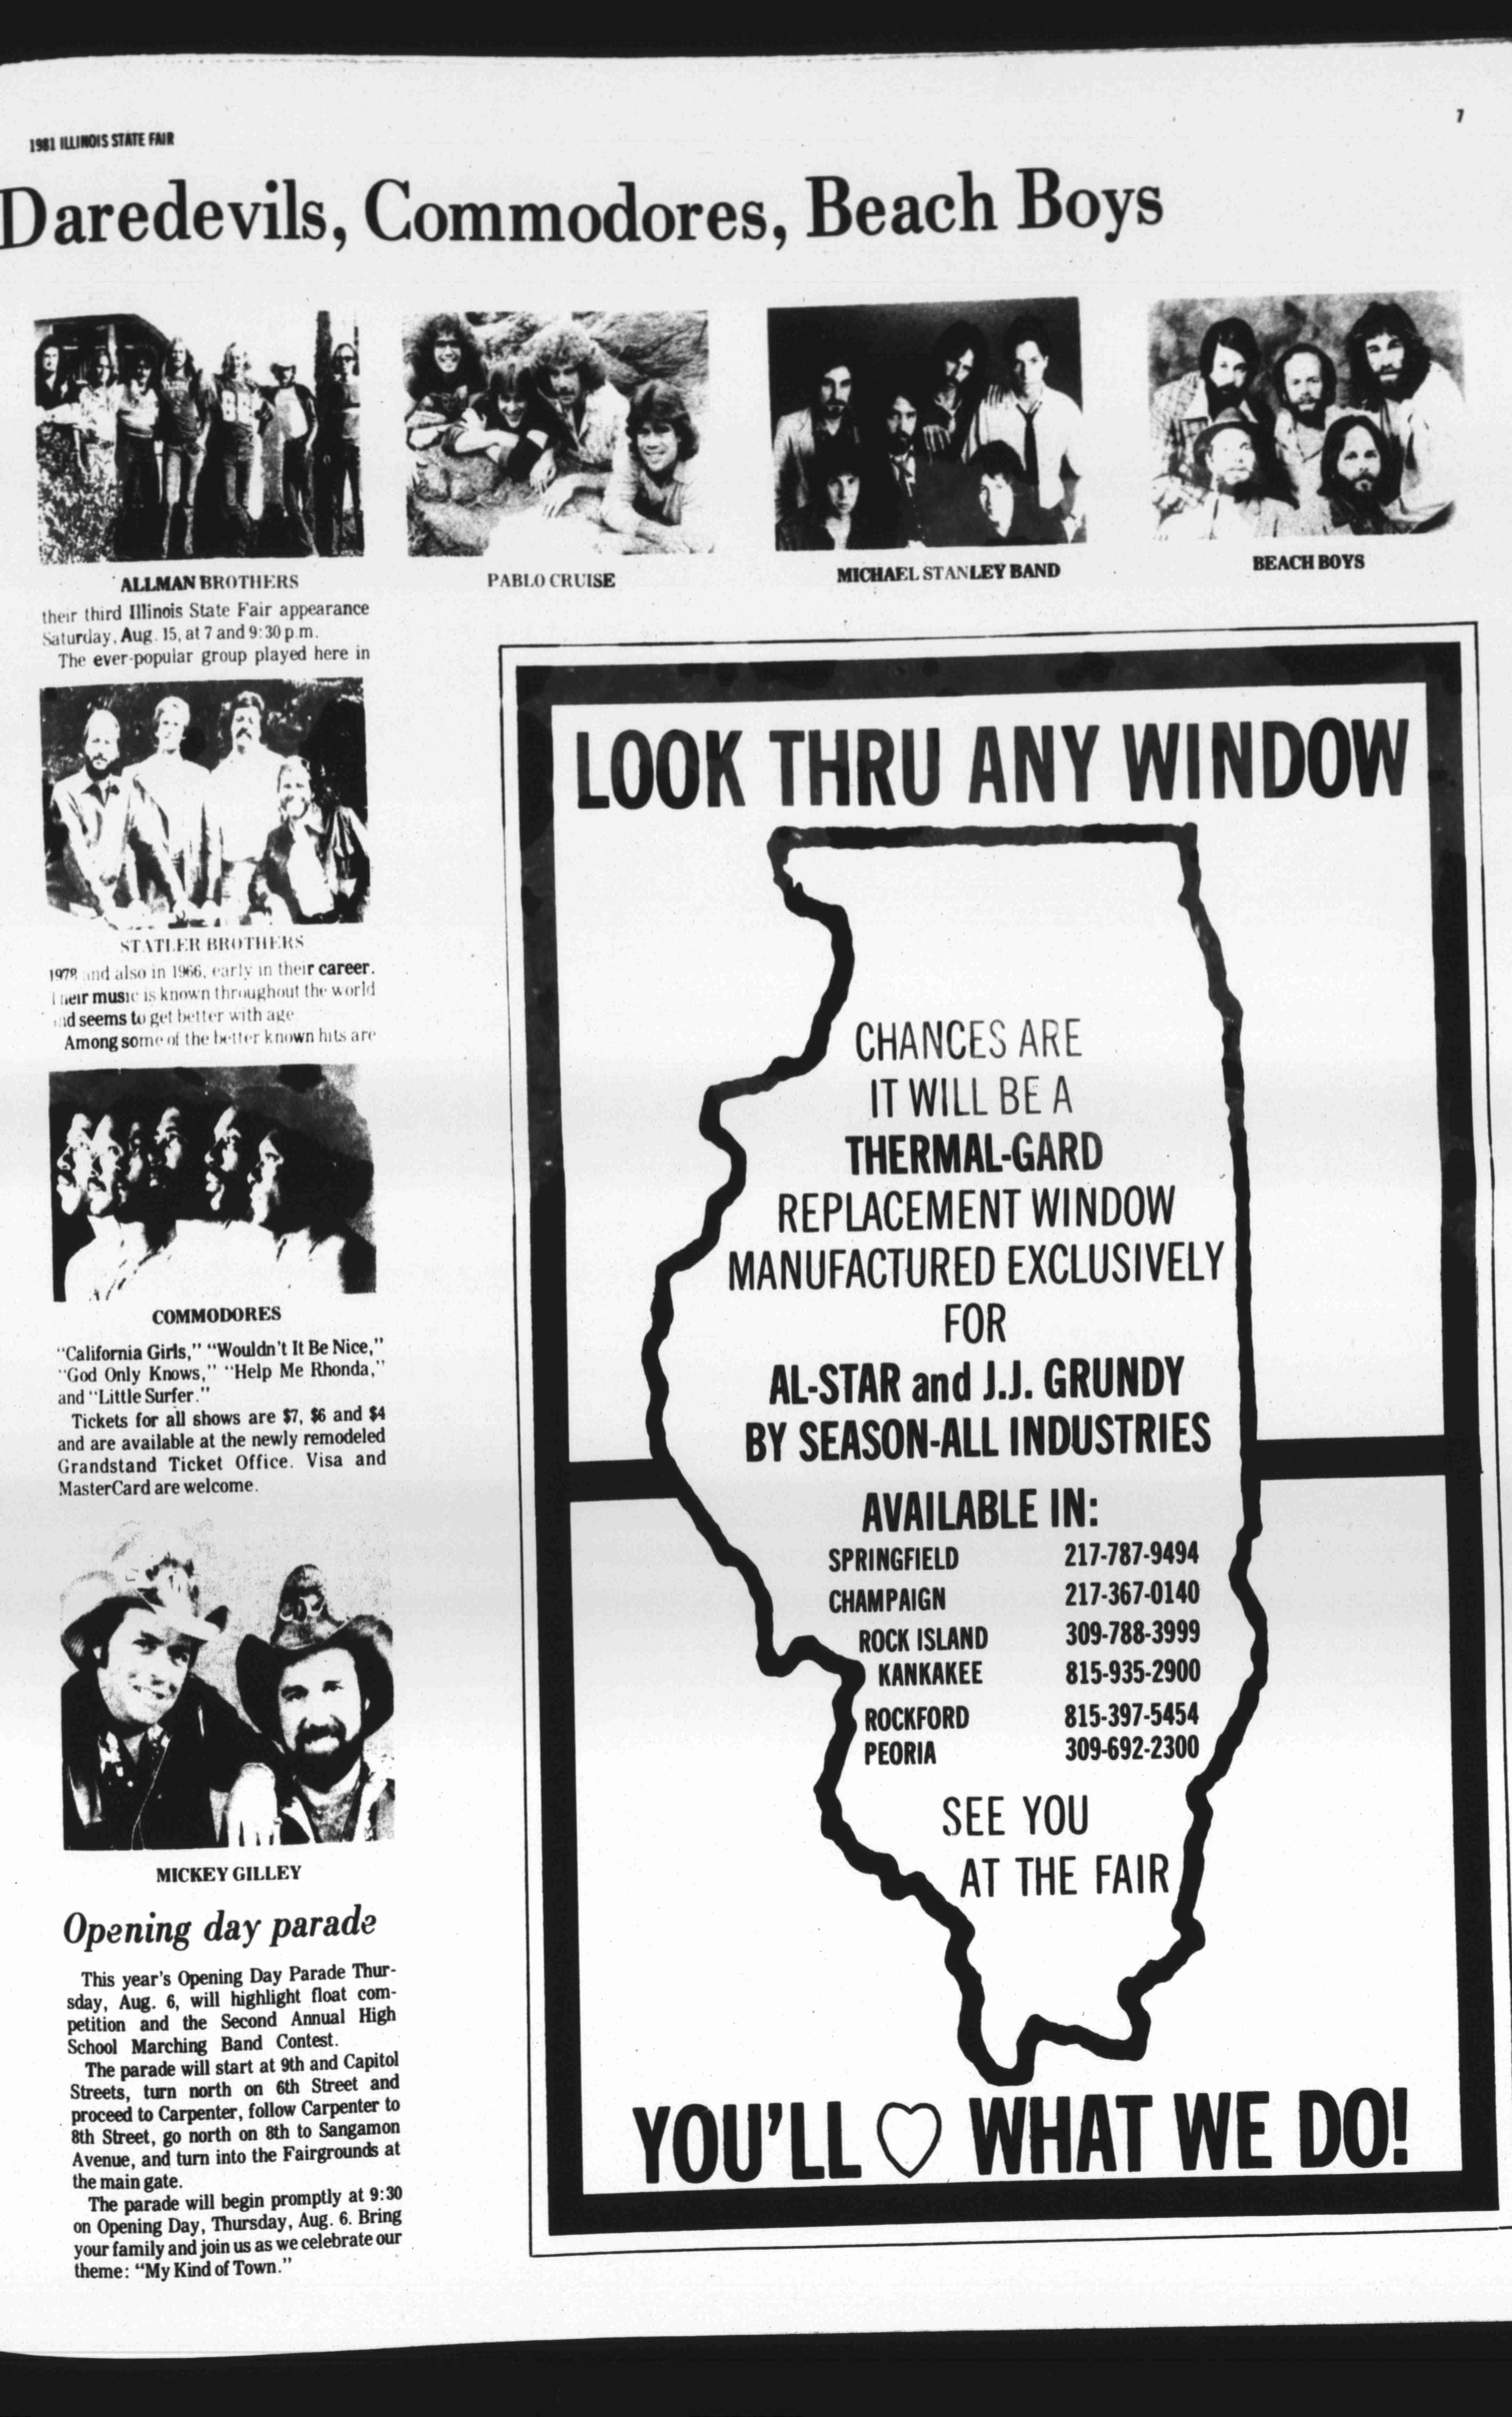 1981 ILLINOIS STATE FAIR
7
Daredevils, Commodores, Beach Boys
ALLMAN BROTHERS
PABLO CRUISE
MICHAEL STANLEY BAND
BEACH BOYS
their third Illinois State Fair appearance
Saturday, Aug. 15, at 7 and 9:30 p.m.
The ever-popular group played here in
STATLER BROTHERS
1978 and also in 1966, early in their career.
Their music is known throughout the world
and seems to get better with age
Among some of the better known hits are
COMMODORES
"California Girls," "Wouldn't It Be Nice,"
"God Only Knows," "Help Me Rhonda,"
and "Little Surfer."
Tickets for all shows are $7, $6 and $4
and are available at the newly remodeled
Grandstand Ticket Office. Visa and
MasterCard are welcome.
MICKEY GILLEY
Opening day parade
This year's Opening Day Parade Thur-
sday, Aug. 6, will highlight float com-
petition and the Second Annual High
School Marching Band Contest.
The parade will start at 9th and Capitol
Streets, turn north on 6th Street and
proceed to Carpenter, follow Carpenter to
8th Street, go north on 8th to Sangamon
Avenue, and turn into the Fairgrounds at
the main gate.
The parade will begin promptly at 9:30
on Opening Day, Thursday, Aug. 6. Bring
your family and join us as we celebrate our
theme: "My Kind of Town."
LOOK THRU ANY WINDOW
CHANCES ARE
IT WILL BE A
THERMAL-GARD
REPLACEMENT WINDOW
MANUFACTURED EXCLUSIVELY
FOR
AL-STAR and J.J. GRUNDY
BY SEASON-ALL INDUSTRIES
AVAILABLE IN:
SPRINGFIELD 217-787-9494
CHAMPAIGN 217-367-0140
ROCK ISLAND 309-788-3999
KANKAKEE 815-935-2900
ROCKFORD 815-397-5454
PEORIA 309-692-2300
SEE YOU
AT THE FAIR
YOU'LL ♡ WHAT WE DO!